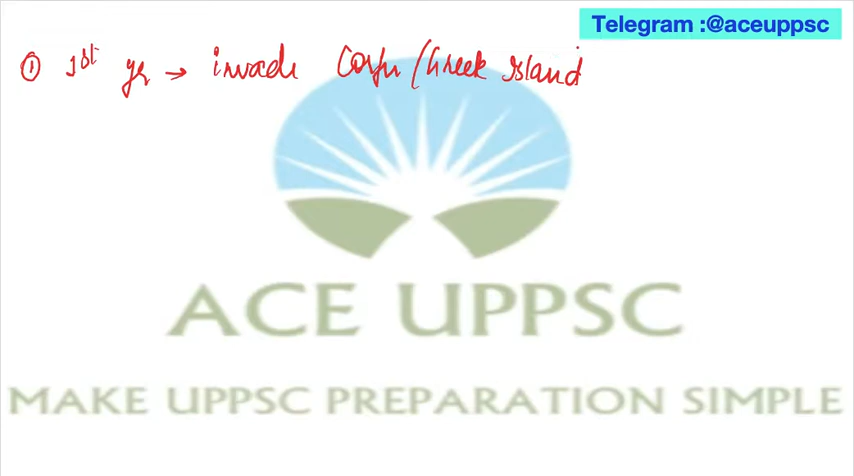 Telegram :@aceuppsc
① 1st yr → invade Corfu / Greek Island
ACE UPPSC
MAKE UPPSC PREPARATION SIMPLE